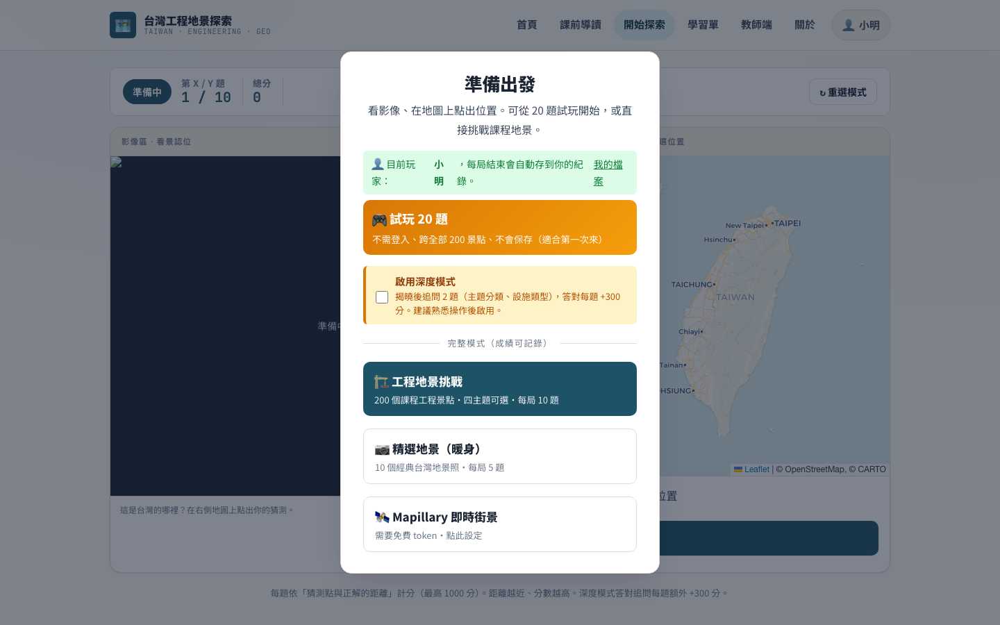 台灣工程地景探索
TAIWAN · ENGINEERING · GEO
首頁
課前導讀
開始探索
學習單
教師端
關於
小明
準備中
第 X / Y 題
1 / 10
總分
0
↻ 重選模式
影像區 · 看景認位
選位置
準備中
這是台灣的哪裡？在右側地圖上點出你的猜測。
準備出發
看影像、在地圖上點出位置。可從 20 題試玩開始，或直
接挑戰課程地景。
目前玩
家：
小
明
，每局結束會自動存到你的紀
錄。
我的檔
案
試玩 20 題
不需登入、跨全部 200 景點、不會保存（適合第一次來）
啟用深度模式
揭曉後追問 2 題（主題分類、設施類型），答對每題 +300
分。建議熟悉操作後啟用。
完整模式（成績可記錄）
工程地景挑戰
200 個課程工程景點・四主題可選・每局 10 題
精選地景（暖身）
10 個經典台灣地景照・每局 5 題
Mapillary 即時街景
需要免費 token・點此設定
New Taipei
TAIPEI
Hsinchu
TAICHUNG
TAIWAN
Chiayi
Tainan
HSIUNG
Leaflet | © OpenStreetMap, © CARTO
位置
每題依「猜測點與正解的距離」計分（最高 1000 分）。距離越近、分數越高。深度模式答對追問每題額外 +300 分。